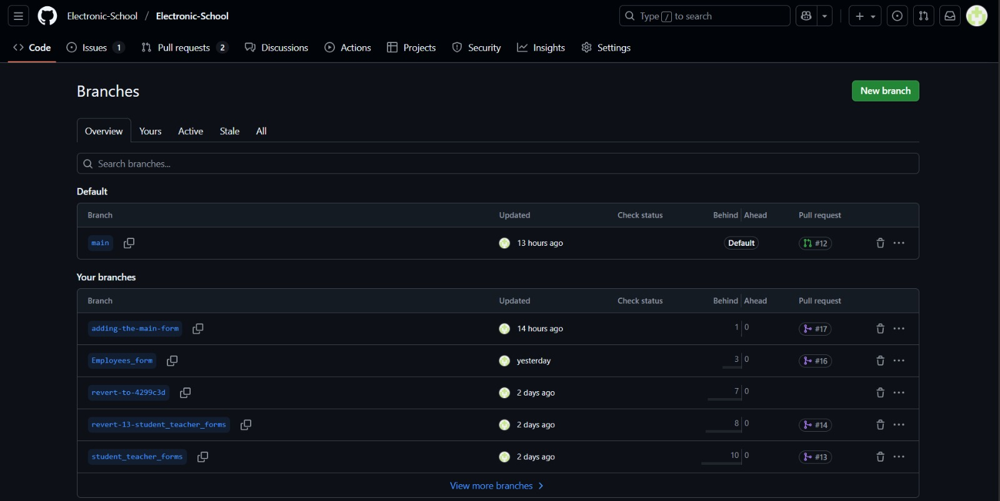 Electronic-School / Electronic-School
Type / to search
Code
Issues 1
Pull requests 2
Discussions
Actions
Projects
Security
Insights
Settings
Branches
New branch
Overview Yours Active Stale All
Search branches...
Default
Branch Updated Check status Behind Ahead Pull request
main 13 hours ago Default #12
Your branches
Branch Updated Check status Behind Ahead Pull request
adding-the-main-form 14 hours ago 1 0 #17
Employees_form yesterday 3 0 #16
revert-to-4299c3d 2 days ago 7 0
revert-13-student_teacher_forms 2 days ago 8 0 #14
student_teacher_forms 2 days ago 10 0 #13
View more branches